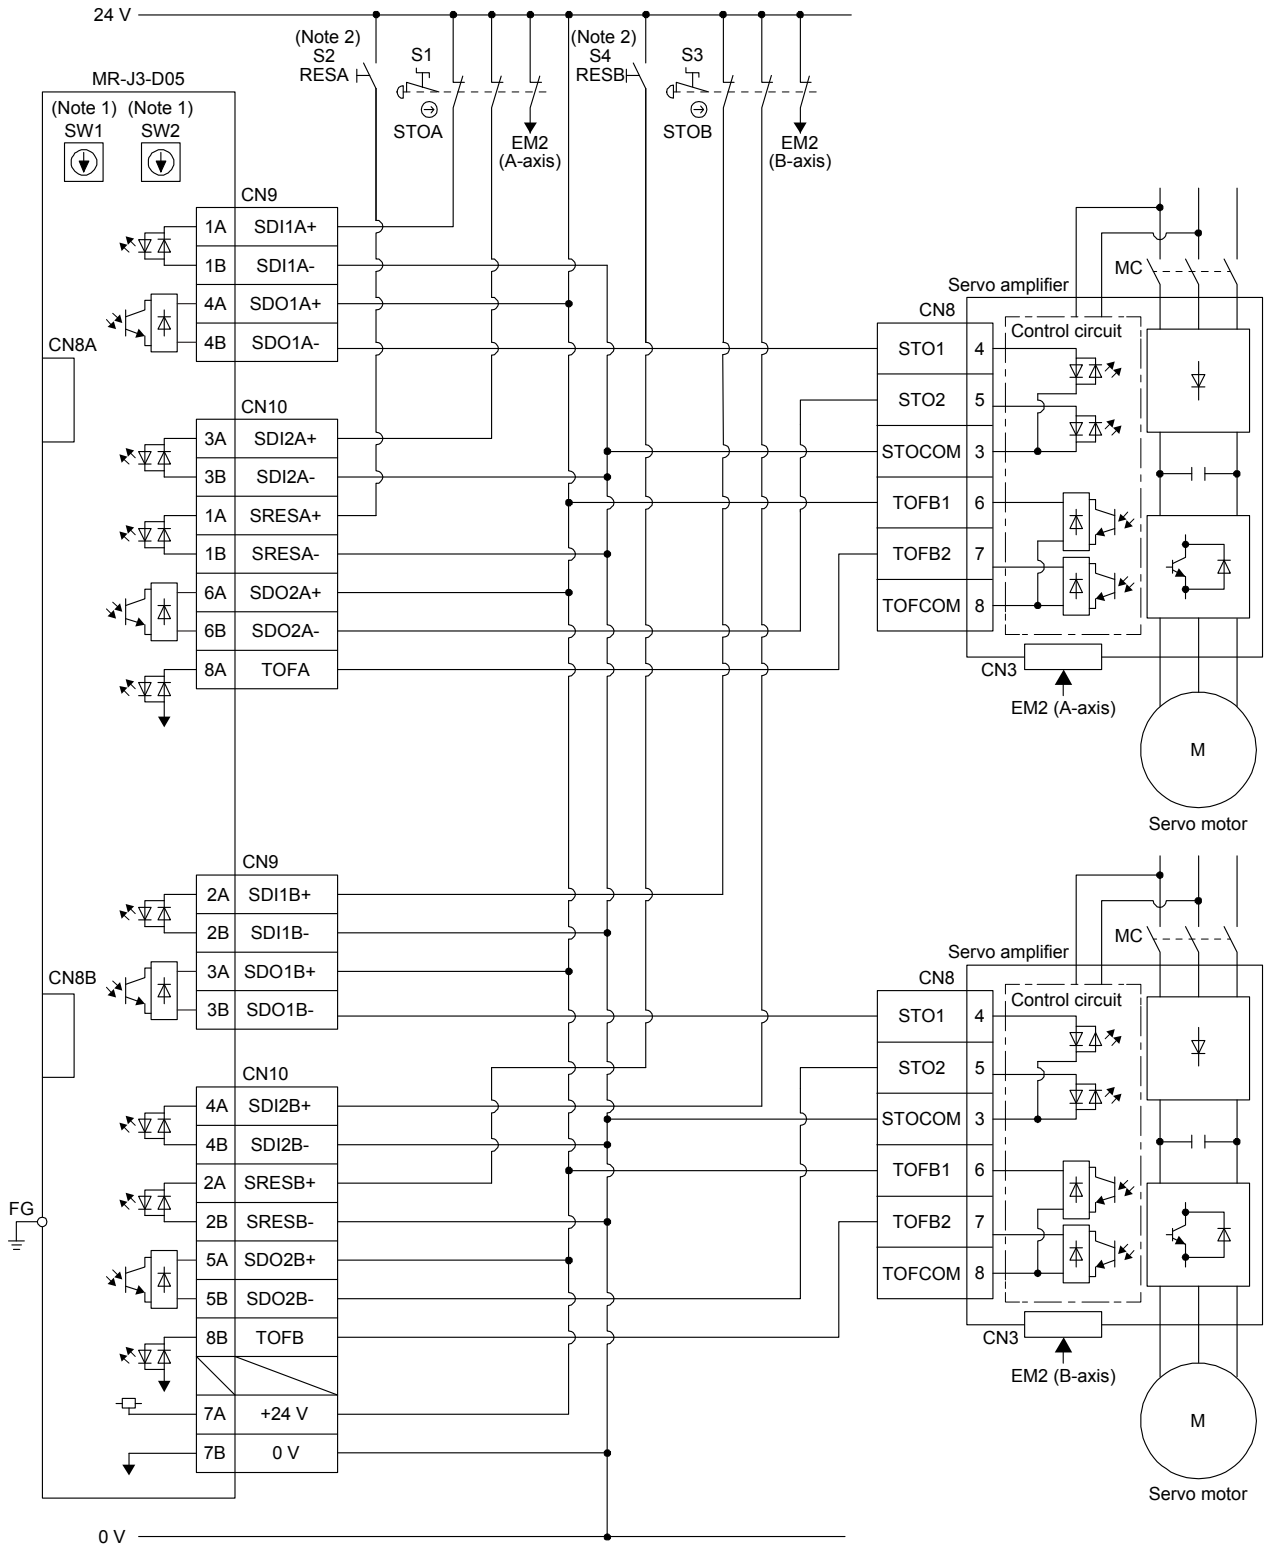 24 V
(Note 2)
S2
RESA
S1
STOA
EM2
(A-axis)
(Note 2)
S4
RESB
S3
STOB
EM2
(B-axis)
MR-J3-D05
(Note 1) (Note 1)
SW1 SW2
CN9
1A SDI1A+
1B SDI1A-
4A SDO1A+
4B SDO1A-
CN8A
CN10
3A SDI2A+
3B SDI2A-
1A SRESA+
1B SRESA-
6A SDO2A+
6B SDO2A-
8A TOFA
MC
Servo amplifier
CN8
Control circuit
STO1 4
STO2 5
STOCOM 3
TOFB1 6
TOFB2 7
TOFCOM 8
CN3
EM2 (A-axis)
M
Servo motor
CN9
2A SDI1B+
2B SDI1B-
3A SDO1B+
3B SDO1B-
CN8B
CN10
4A SDI2B+
4B SDI2B-
2A SRESB+
2B SRESB-
5A SDO2B+
5B SDO2B-
8B TOFB
7A +24 V
7B 0 V
FG
MC
Servo amplifier
CN8
Control circuit
STO1 4
STO2 5
STOCOM 3
TOFB1 6
TOFB2 7
TOFCOM 8
CN3
EM2 (B-axis)
M
Servo motor
0 V